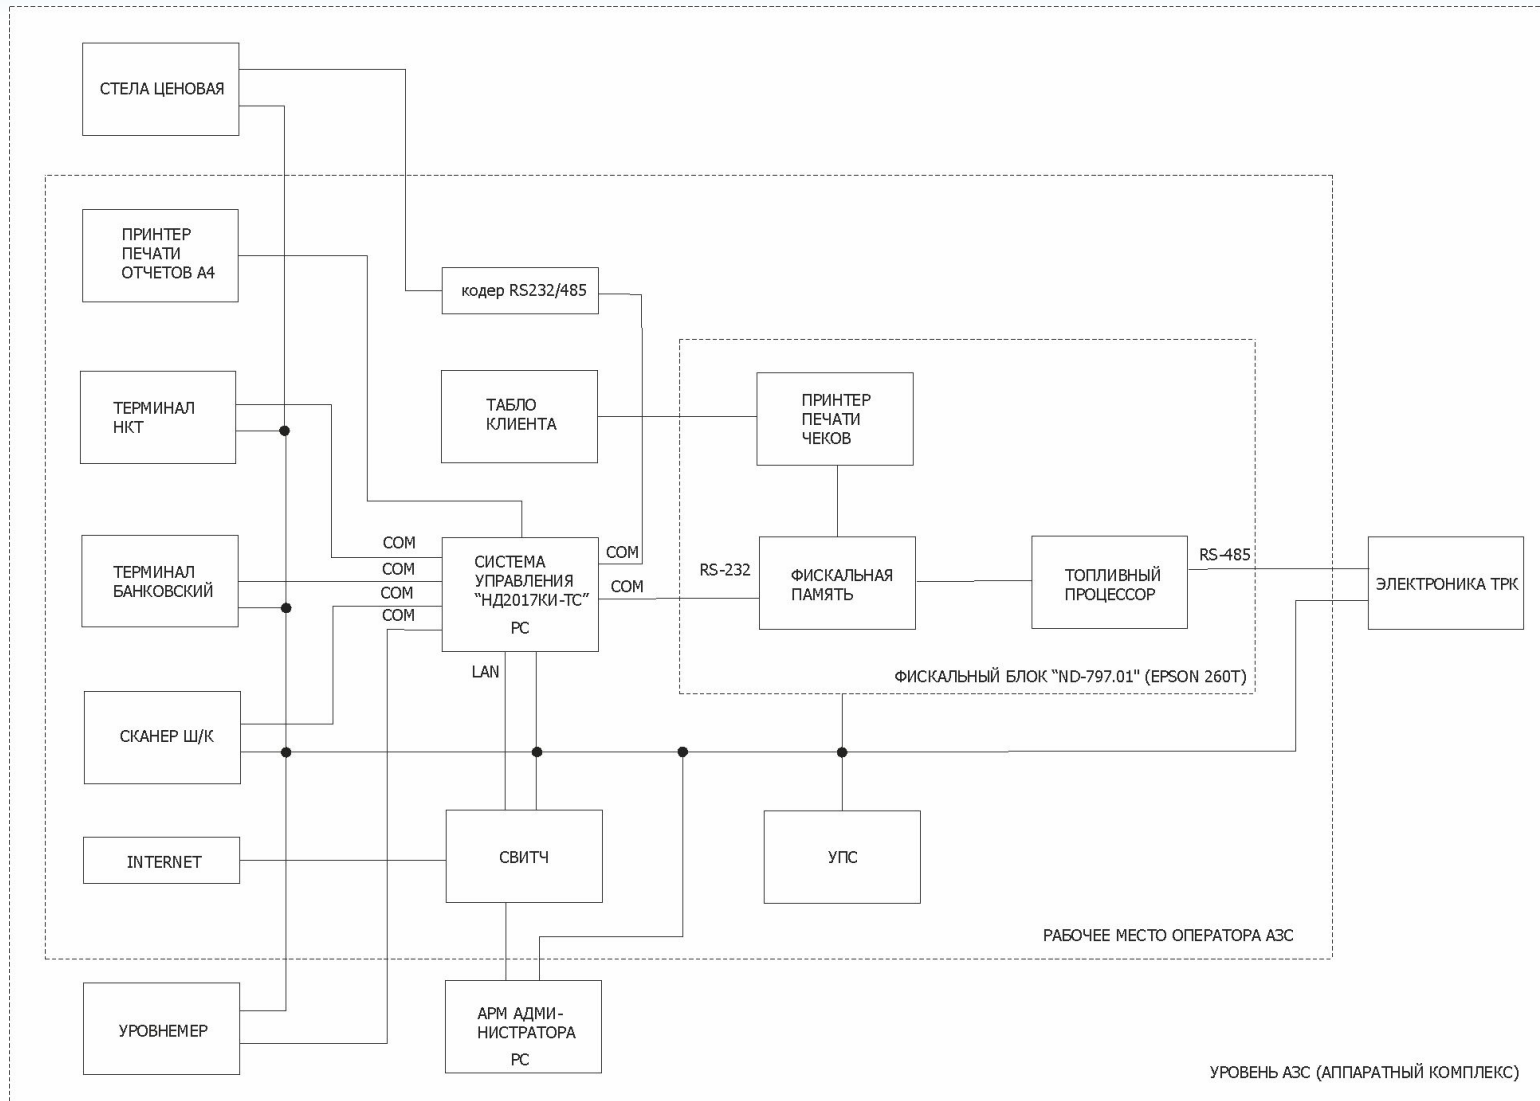 СТЕЛА ЦЕНОВАЯ
ПРИНТЕР
ПЕЧАТИ
ОТЧЕТОВ А4
кодер RS232/485
ТЕРМИНАЛ
НКТ
ТАБЛО
КЛИЕНТА
ПРИНТЕР
ПЕЧАТИ
ЧЕКОВ
ТЕРМИНАЛ
БАНКОВСКИЙ
COM
COM
COM
COM
СИСТЕМА
УПРАВЛЕНИЯ
“НД2017КИ-ТС”
PC
COM
COM
RS-232
ФИСКАЛЬНАЯ
ПАМЯТЬ
ТОПЛИВНЫЙ
ПРОЦЕССОР
RS-485
ЭЛЕКТРОНИКА ТРК
LAN
ФИСКАЛЬНЫЙ БЛОК “ND-797.01" (EPSON 260T)
СКАНЕР Ш/К
INTERNET
СВИТЧ
УПС
РАБОЧЕЕ МЕСТО ОПЕРАТОРА АЗС
УРОВНЕМЕР
АРМ АДМИ-
НИСТРАТОРА
PC
УРОВЕНЬ АЗС (АППАРАТНЫЙ КОМПЛЕКС)